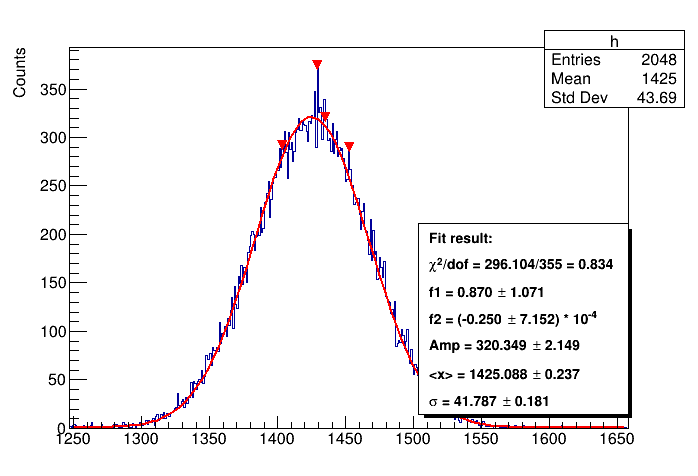 h
Entries 2048
Mean 1425
Std Dev 43.69
Counts
350
300
250
200
150
100
50
0
Fit result:
χ²/dof = 296.104/355 = 0.834
f1 = 0.870 ± 1.071
f2 = (-0.250 ± 7.152) * 10⁻⁴
Amp = 320.349 ± 2.149
<x> = 1425.088 ± 0.237
σ = 41.787 ± 0.181
1250 1300 1350 1400 1450 1500 1550 1600 1650